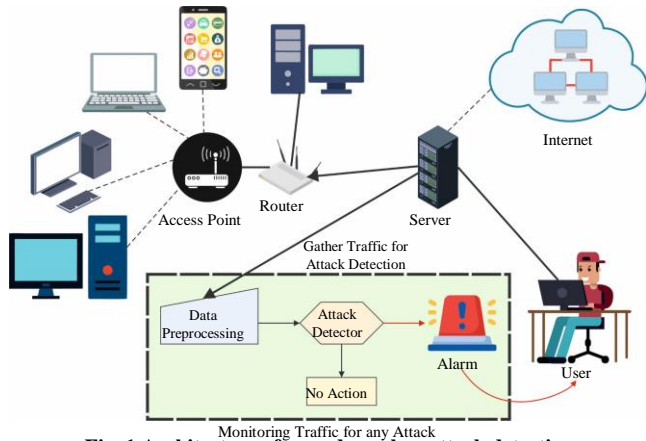 Internet
Access Point
Router
Server
Gather Traffic for
Attack Detection
Data
Preprocessing
Attack
Detector
Alarm
User
No Action
Monitoring Traffic for any Attack